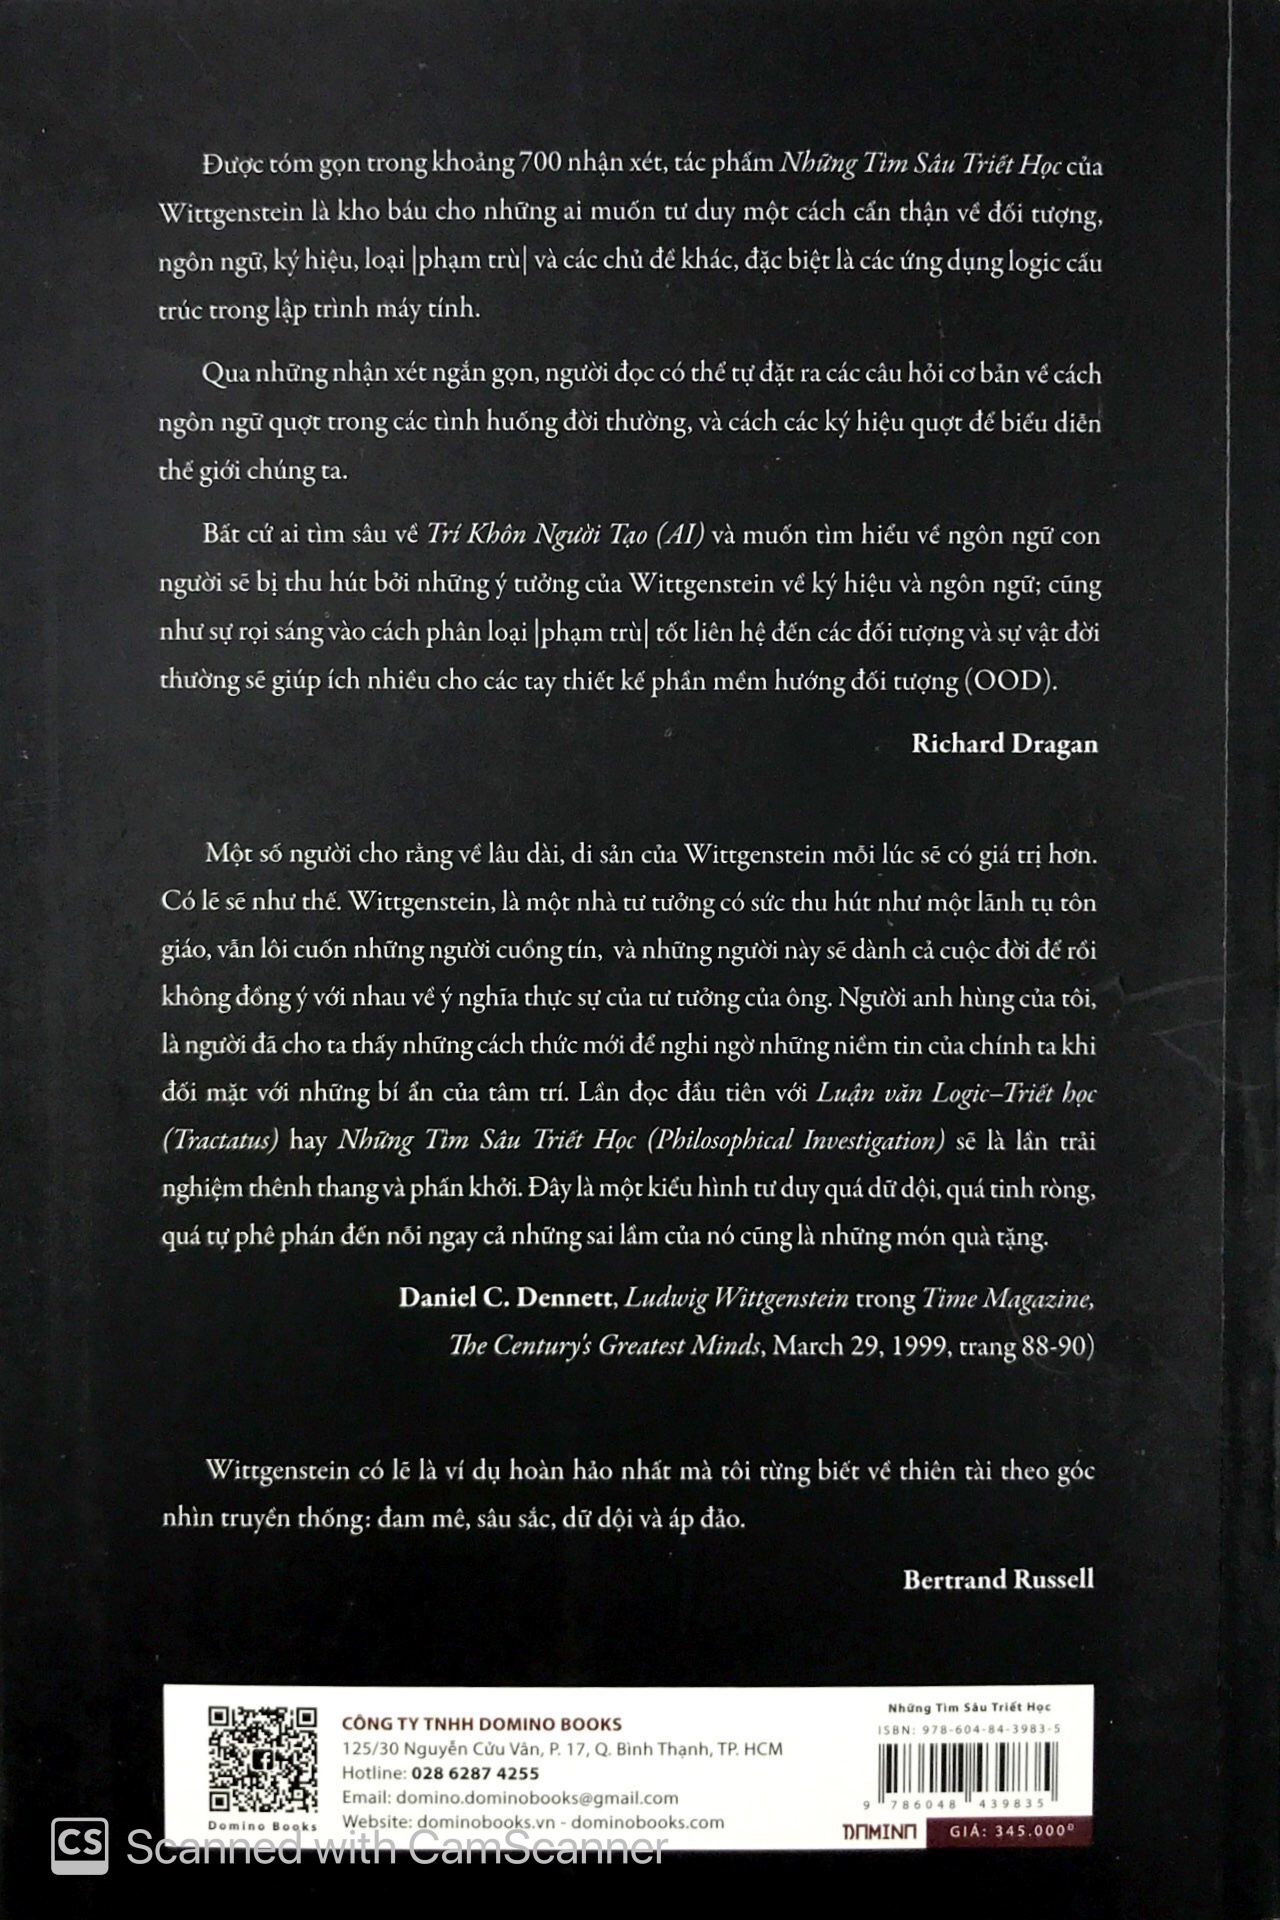 Được tóm gọn trong khoảng 700 nhận xét, tác phẩm Những Tìm Sâu Triết Học của
Wittgenstein là kho báu cho những ai muốn tư duy một cách cẩn thận về đối tượng,
ngôn ngữ, ký hiệu, loại |phạm trù| và các chủ đề khác, đặc biệt là các ứng dụng logic cấu
trúc trong lập trình máy tính.
Qua những nhận xét ngắn gọn, người đọc có thể tự đặt ra các câu hỏi cơ bản về cách
ngôn ngữ quợt trong các tình huống đời thường, và cách các ký hiệu quợt để biểu diễn
thế giới chúng ta.
Bất cứ ai tìm sâu về Trí Khôn Người Tạo (AI) và muốn tìm hiểu về ngôn ngữ con
người sẽ bị thu hút bởi những ý tưởng của Wittgenstein về ký hiệu và ngôn ngữ; cũng
như sự rọi sáng vào cách phân loại |phạm trù| tốt liên hệ đến các đối tượng và sự vật đời
thường sẽ giúp ích nhiều cho các tay thiết kế phần mềm hướng đối tượng (OOD).
Richard Dragan
Một số người cho rằng về lâu dài, di sản của Wittgenstein mỗi lúc sẽ có giá trị hơn.
Có lẽ sẽ như thế. Wittgenstein, là một nhà tư tưởng có sức thu hút như một lãnh tụ tôn
giáo, vẫn lôi cuốn những người cuồng tín, và những người này sẽ dành cả cuộc đời để rồi
không đồng ý với nhau về ý nghĩa thực sự của tư tưởng của ông. Người anh hùng của tôi,
là người đã cho ta thấy những cách thức mới để nghi ngờ những niềm tin của chính ta khi
đối mặt với những bí ẩn của tâm trí. Lần đọc đầu tiên với Luận văn Logic–Triết học
(Tractatus) hay Những Tìm Sâu Triết Học (Philosophical Investigation) sẽ là lần trải
nghiệm thênh thang và phấn khởi. Đây là một kiểu hình tư duy quá dữ dội, quá tinh ròng,
quá tự phê phán đến nỗi ngay cả những sai lầm của nó cũng là những món quà tặng.
Daniel C. Dennett, Ludwig Wittgenstein trong Time Magazine,
The Century's Greatest Minds, March 29, 1999, trang 88-90)
Wittgenstein có lẽ là ví dụ hoàn hảo nhất mà tôi từng biết về thiên tài theo góc
nhìn truyền thống: đam mê, sâu sắc, dữ dội và áp đảo.
Bertrand Russell
CÔNG TY TNHH DOMINO BOOKS
125/30 Nguyễn Cửu Vân, P. 17, Q. Bình Thạnh, TP. HCM
Hotline: 028 6287 4255
Email: domino.dominobooks@gmail.com
Website: dominobooks.vn - dominobooks.com
Domino Books
Những Tìm Sâu Triết Học
ISBN: 978-604-84-3983-5
9 786048 439835
DOMINO
GIÁ: 345.000đ
CS Scanned with CamScanner